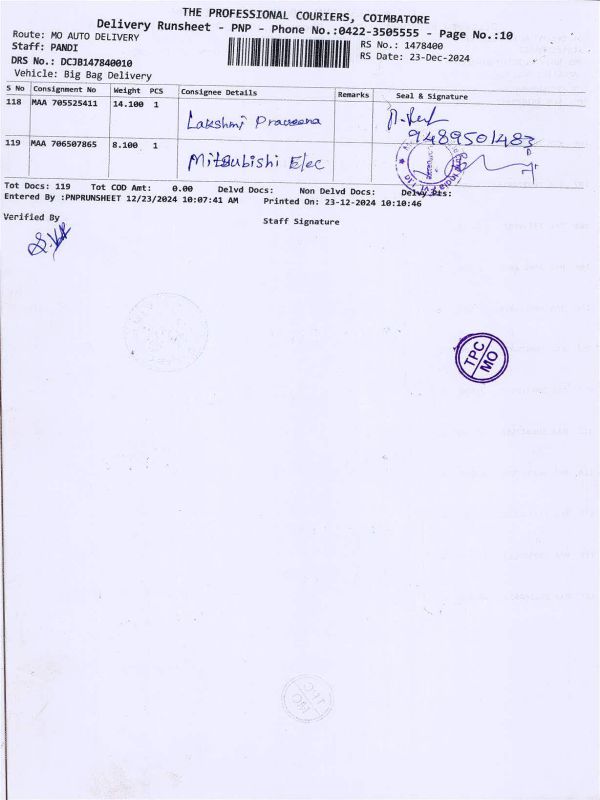 THE PROFESSIONAL COURIERS, COIMBATORE
Delivery Runsheet - PNP - Phone No.:0422-3505555 - Page No.:10
Route: MO AUTO DELIVERY
RS No.: 1478400
Staff: PANDI
RS Date: 23-Dec-2024
DRS No.: DCJB147840010
Vehicle: Big Bag Delivery
S No Consignment No Weight PCS Consignee Details Remarks Seal & Signature
118 MAA 705525411 14.100 1 Lakshmi Praveena
9489501483
119 MAA 706507865 8.100 1 Mitsubishi Elec
Tot Docs: 119 Tot COD Amt: 0.00 Delvd Docs: Non Delvd Docs: Delvy Pts:
Entered By :PNPRUNSHEET 12/23/2024 10:07:41 AM Printed On: 23-12-2024 10:10:46
Verified By
Staff Signature
TPC
MO